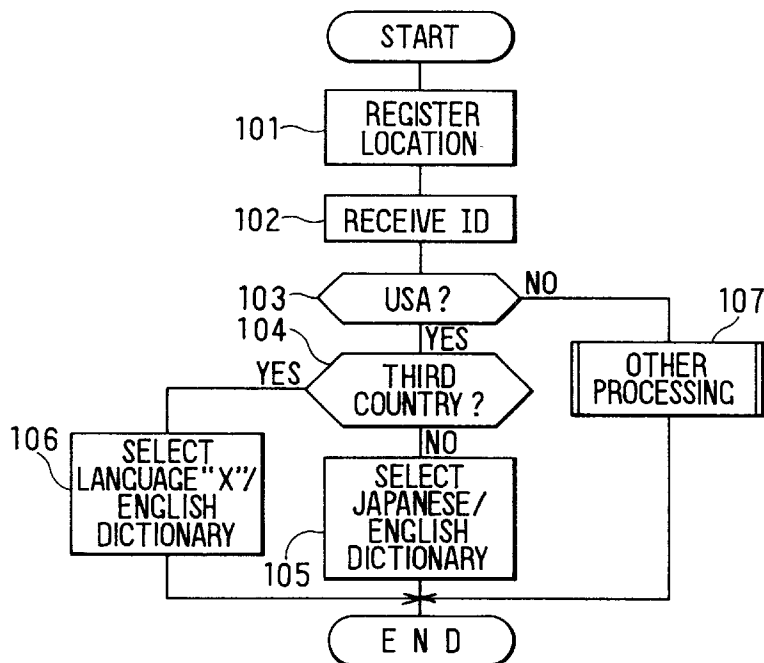 START
101
REGISTER
LOCATION
102
RECEIVE ID
103
USA?
NO
104
YES
107
OTHER
PROCESSING
YES
THIRD
COUNTRY?
106
SELECT
LANGUAGE"X"/
ENGLISH
DICTIONARY
NO
SELECT
JAPANESE/
ENGLISH
DICTIONARY
105
END